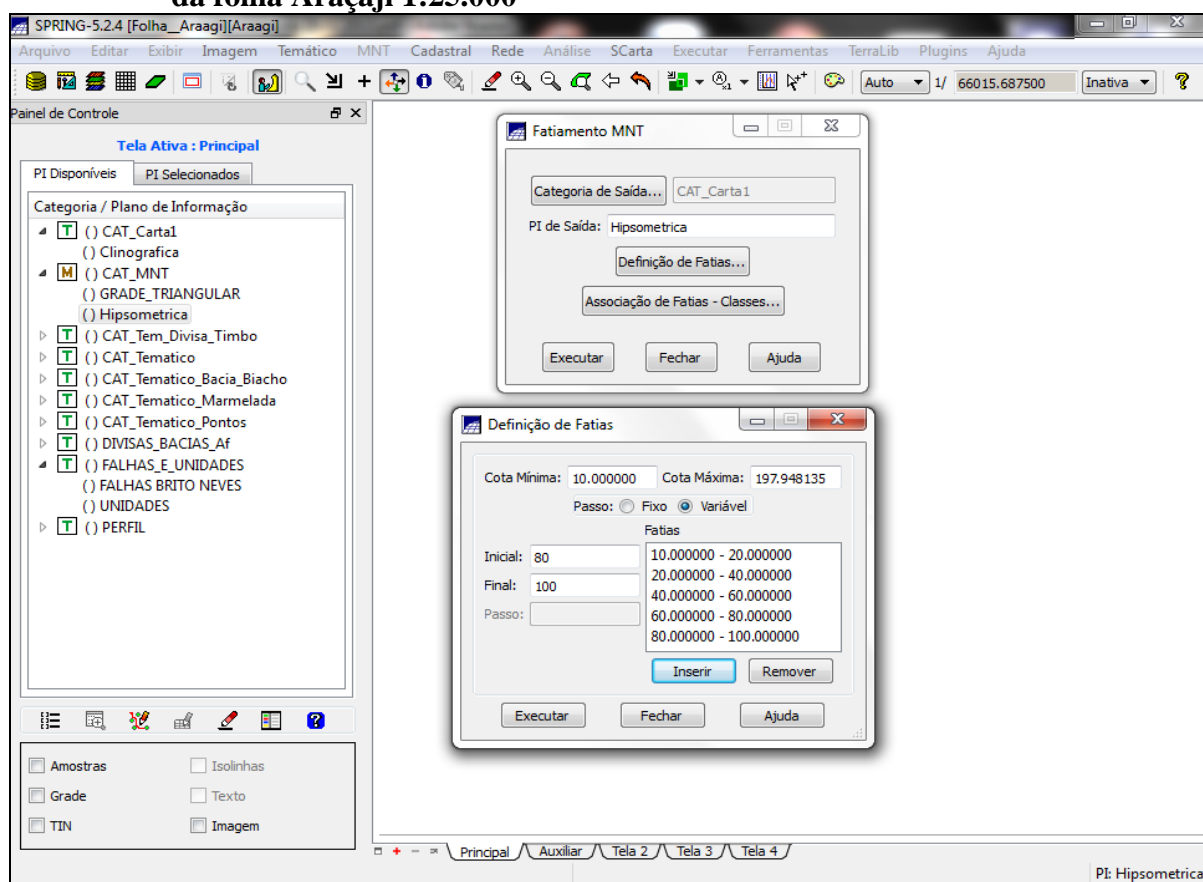 da folha Araçaji 1:25.000
SPRING-5.2.4 [Folha__Araagi][Araagi]
Arquivo Editar Exibir Imagem Temático MNT Cadastral Rede Análise SCarta Executar Ferramentas TerraLib Plugins Ajuda
Auto 1/ 66015.687500 Inativa
Painel de Controle
Tela Ativa : Principal
PI Disponíveis PI Selecionados
Categoria / Plano de Informação
T () CAT_Carta1
() Clinografica
M () CAT_MNT
() GRADE_TRIANGULAR
() Hipsometrica
T () CAT_Tem_Divisa_Timbo
T () CAT_Tematico
T () CAT_Tematico_Bacia_Biacho
T () CAT_Tematico_Marmelada
T () CAT_Tematico_Pontos
T () DIVISAS_BACIAS_Af
T () FALHAS_E_UNIDADES
() FALHAS BRITO NEVES
() UNIDADES
T () PERFIL
Amostras Isolinhas
Grade Texto
TIN Imagem
Fatiamento MNT
Categoria de Saída... CAT_Carta1
PI de Saída: Hipsometrica
Definição de Fatias...
Associação de Fatias - Classes...
Executar Fechar Ajuda
Definição de Fatias
Cota Mínima: 10.000000 Cota Máxima: 197.948135
Passo: Fixo Variável
Fatias
Inicial: 80
Final: 100
Passo:
10.000000 - 20.000000
20.000000 - 40.000000
40.000000 - 60.000000
60.000000 - 80.000000
80.000000 - 100.000000
Inserir Remover
Executar Fechar Ajuda
Principal Auxiliar Tela 2 Tela 3 Tela 4
PI: Hipsometrica